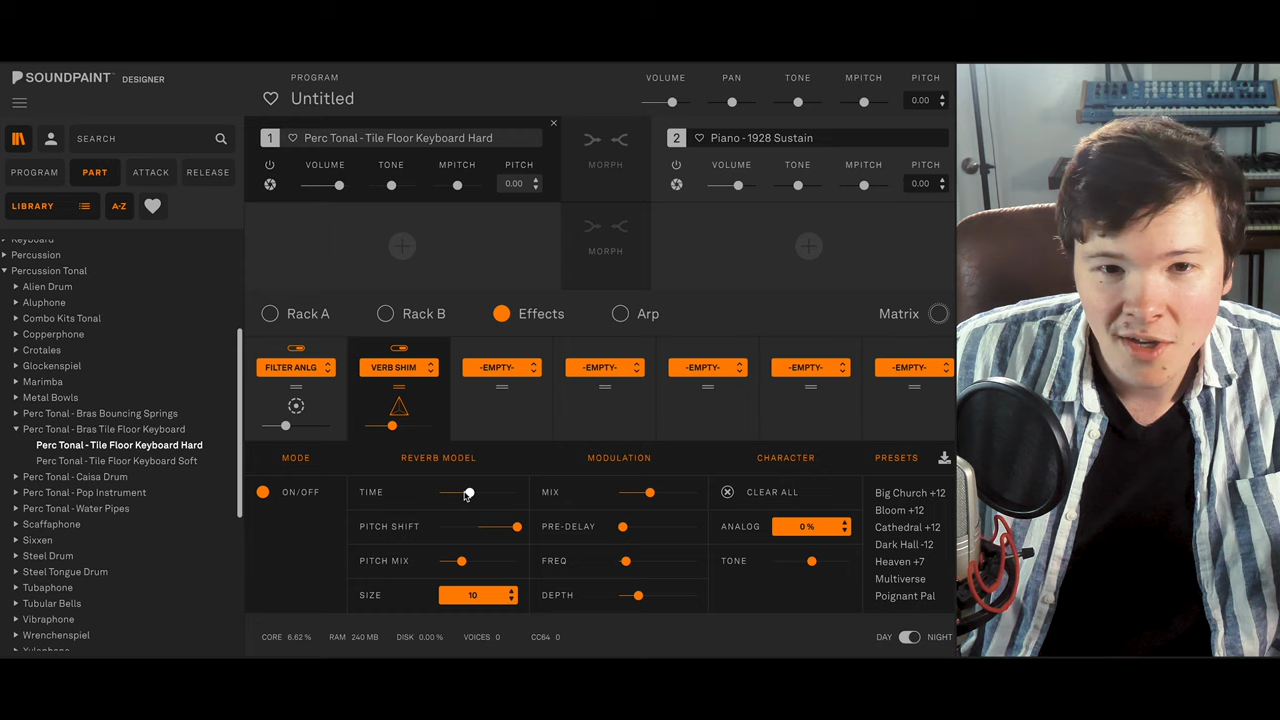 SOUNDPAINT™ DESIGNER
SEARCH
PROGRAM PART ATTACK RELEASE
LIBRARY A-Z
Keyboard
Percussion
Percussion Tonal
Alien Drum
Aluphone
Combo Kits Tonal
Copperphone
Crotales
Glockenspiel
Marimba
Metal Bowls
Perc Tonal - Bras Bouncing Springs
Perc Tonal - Bras Tile Floor Keyboard
Perc Tonal - Tile Floor Keyboard Hard
Perc Tonal - Tile Floor Keyboard Soft
Perc Tonal - Caisa Drum
Perc Tonal - Pop Instrument
Perc Tonal - Water Pipes
Scaffaphone
Sixxen
Steel Drum
Steel Tongue Drum
Tubaphone
Tubular Bells
Vibraphone
Wrenchenspiel
Xylophone
PROGRAM
Untitled
VOLUME PAN TONE MPITCH PITCH
0.00
1 Perc Tonal - Tile Floor Keyboard Hard
VOLUME TONE MPITCH PITCH
0.00
MORPH
2 Piano - 1928 Sustain
VOLUME TONE MPITCH PITCH
0.00
MORPH
Rack A Rack B Effects Arp Matrix
FILTER ANLG VERB SHIM -EMPTY- -EMPTY- -EMPTY- -EMPTY- -EMPTY-
MODE REVERB MODEL MODULATION CHARACTER PRESETS
ON/OFF
TIME
PITCH SHIFT
PITCH MIX
SIZE 10
MIX
PRE-DELAY
FREQ
DEPTH
CLEAR ALL
ANALOG 0 %
TONE
Big Church +12
Bloom +12
Cathedral +12
Dark Hall -12
Heaven +7
Multiverse
Poignant Pal
CORE 6.62 % RAM 240 MB DISK 0.00 % VOICES 0 CC64 0
DAY NIGHT